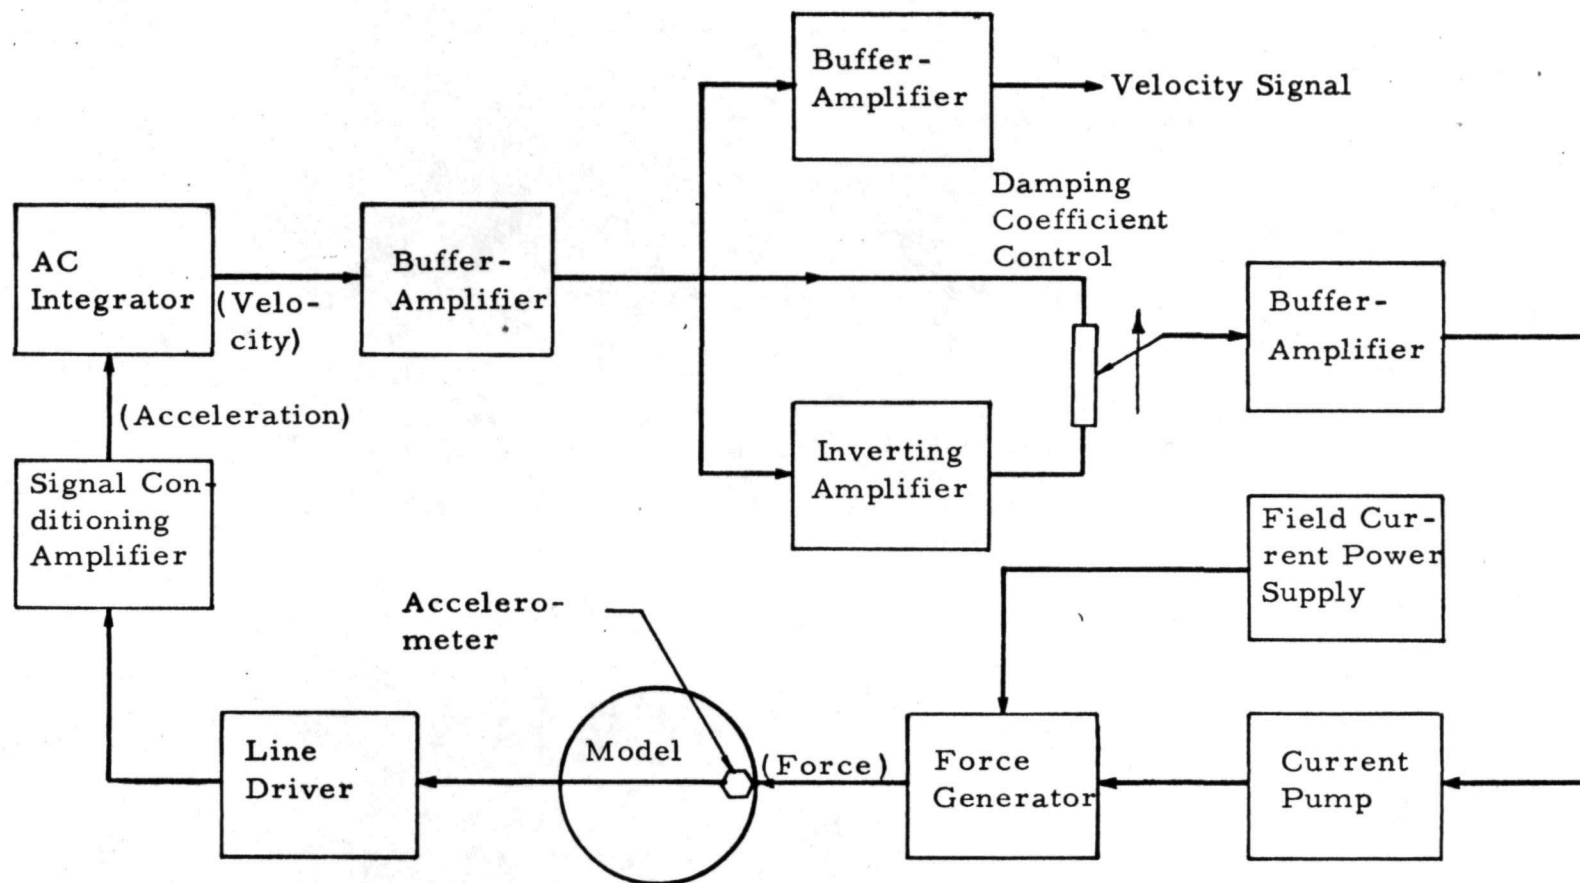 Buffer-
Amplifier
Velocity Signal
Damping
Coefficient
Control
AC
Integrator
(Velo-
city)
Buffer-
Amplifier
Buffer-
Amplifier
(Acceleration)
Signal Con-
ditioning
Amplifier
Inverting
Amplifier
Field Cur-
rent Power
Supply
Accelero-
meter
Line
Driver
Model
(Force)
Force
Generator
Current
Pump